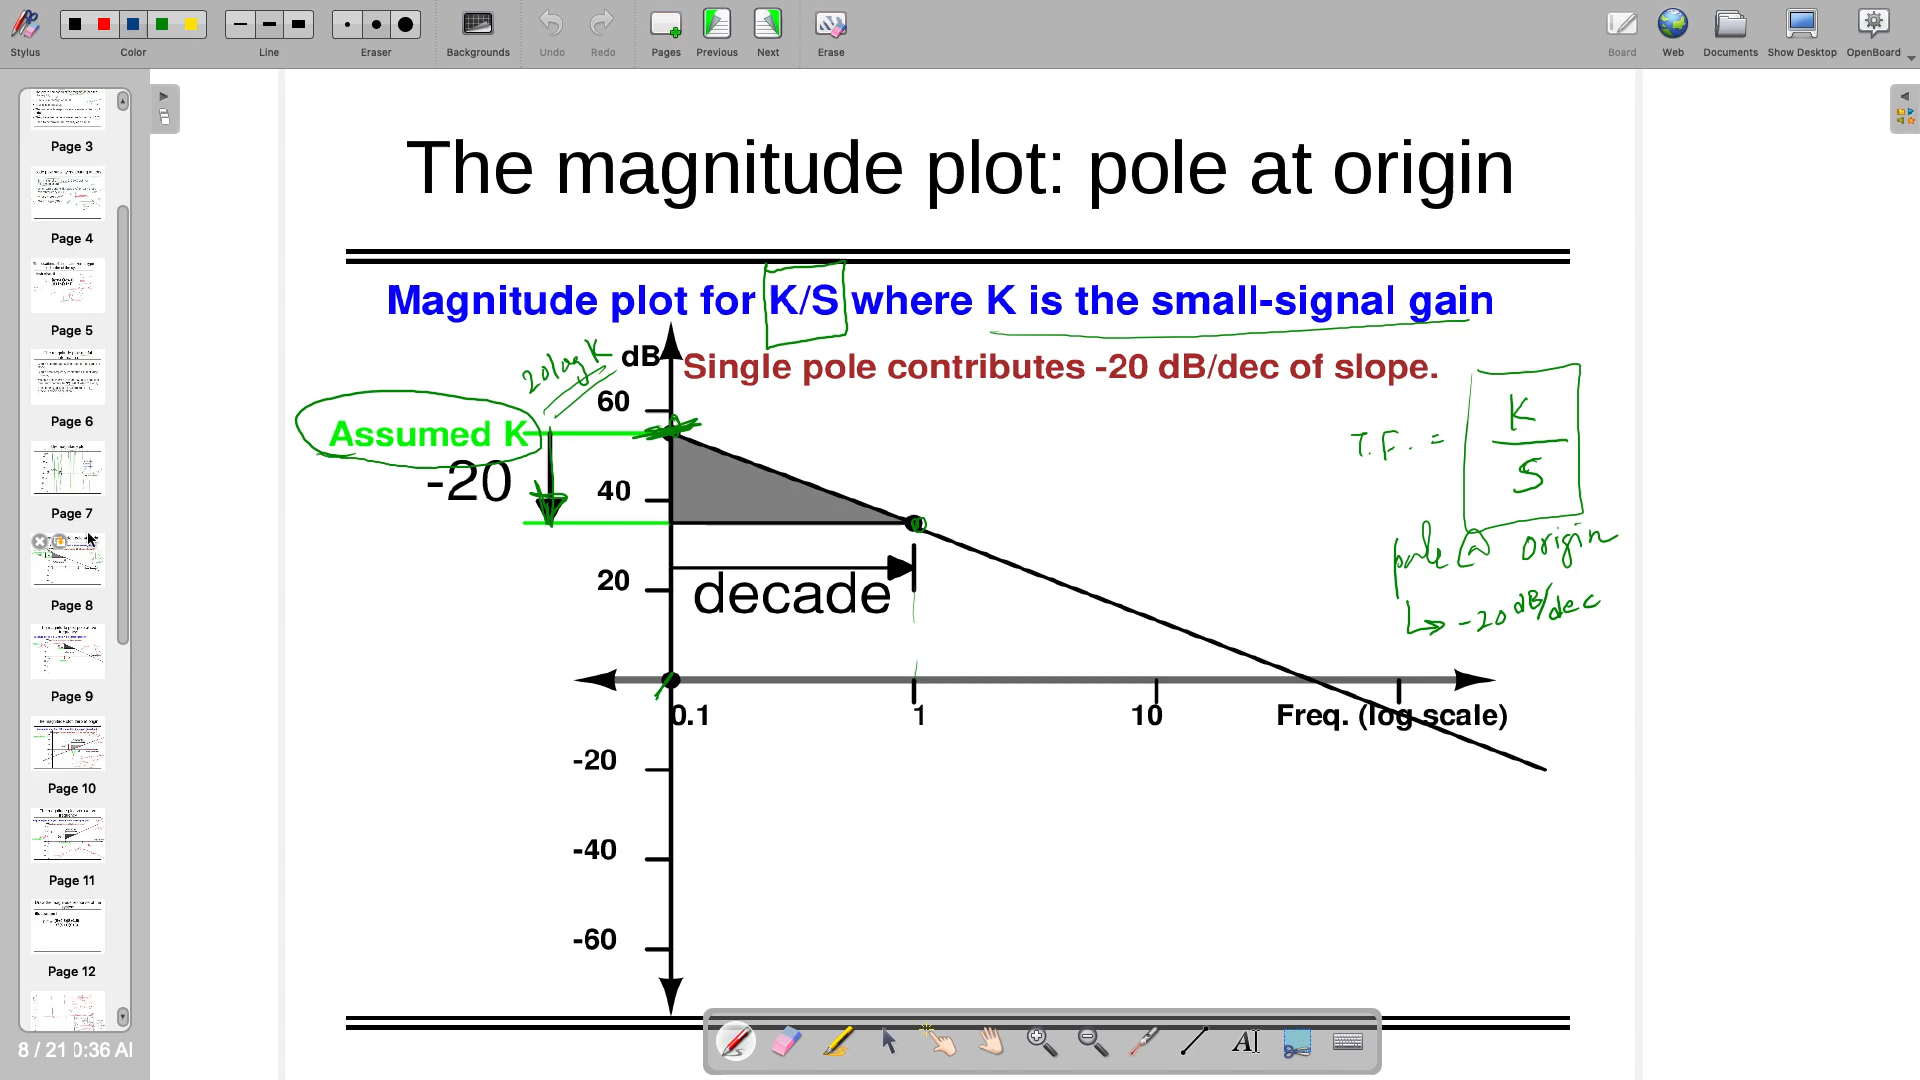 Stylus
Color
Line
Eraser
Backgrounds
Undo
Redo
Pages
Previous
Next
Erase
Board
Web
Documents
Show Desktop
OpenBoard
Page 3
Page 4
Page 5
Page 6
Page 7
Page 8
Page 9
Page 10
Page 11
Page 12
8 / 21 0:36 AI
The magnitude plot: pole at origin
Magnitude plot for K/S where K is the small-signal gain
20 log K
dB
Single pole contributes -20 dB/dec of slope.
60
Assumed K
-20
40
T.F. = K
S
pole @ origin
↳ -20 dB/dec
20
decade
0.1
1
10
Freq. (log scale)
-20
-40
-60